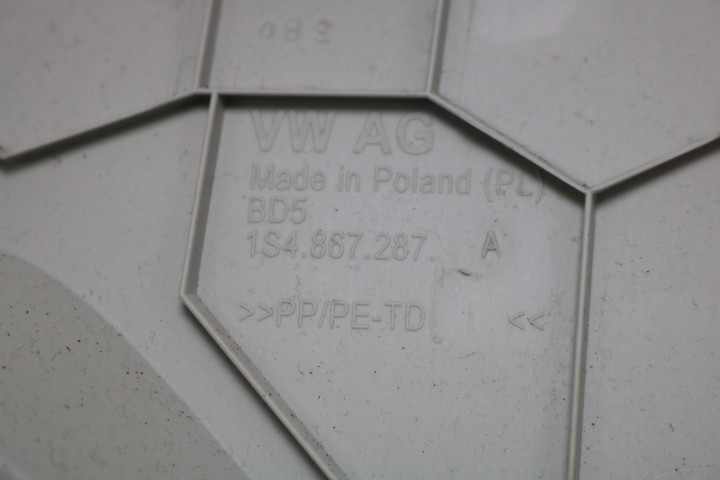 VW AG
Made in Poland (PL)
BD5
1S4.867.287. A
>>PP/PE-TD <<